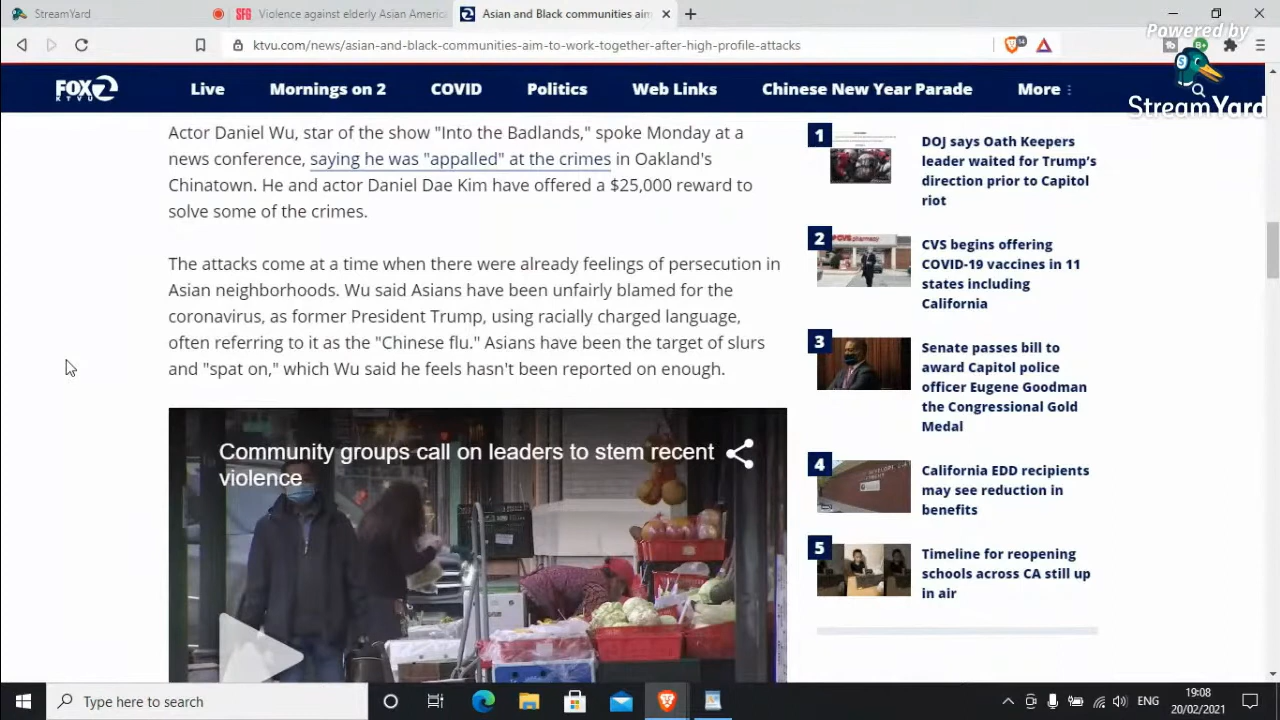 StreamYard
SFG Violence against elderly Asian Americ
Asian and Black communities aim
Powered by
ktvu.com/news/asian-and-black-communities-aim-to-work-together-after-high-profile-attacks
14
StreamYard
FOX 2
KTVU
Live
Mornings on 2
COVID
Politics
Web Links
Chinese New Year Parade
More
Actor Daniel Wu, star of the show "Into the Badlands," spoke Monday at a
news conference, saying he was "appalled" at the crimes in Oakland's
Chinatown. He and actor Daniel Dae Kim have offered a $25,000 reward to
solve some of the crimes.
The attacks come at a time when there were already feelings of persecution in
Asian neighborhoods. Wu said Asians have been unfairly blamed for the
coronavirus, as former President Trump, using racially charged language,
often referring to it as the "Chinese flu." Asians have been the target of slurs
and "spat on," which Wu said he feels hasn't been reported on enough.
Community groups call on leaders to stem recent
violence
1
DOJ says Oath Keepers
leader waited for Trump's
direction prior to Capitol
riot
2
CVS pharmacy
CVS begins offering
COVID-19 vaccines in 11
states including
California
3
Senate passes bill to
award Capitol police
officer Eugene Goodman
the Congressional Gold
Medal
4
California EDD recipients
may see reduction in
benefits
5
Timeline for reopening
schools across CA still up
in air
Type here to search
ENG
19:08
20/02/2021